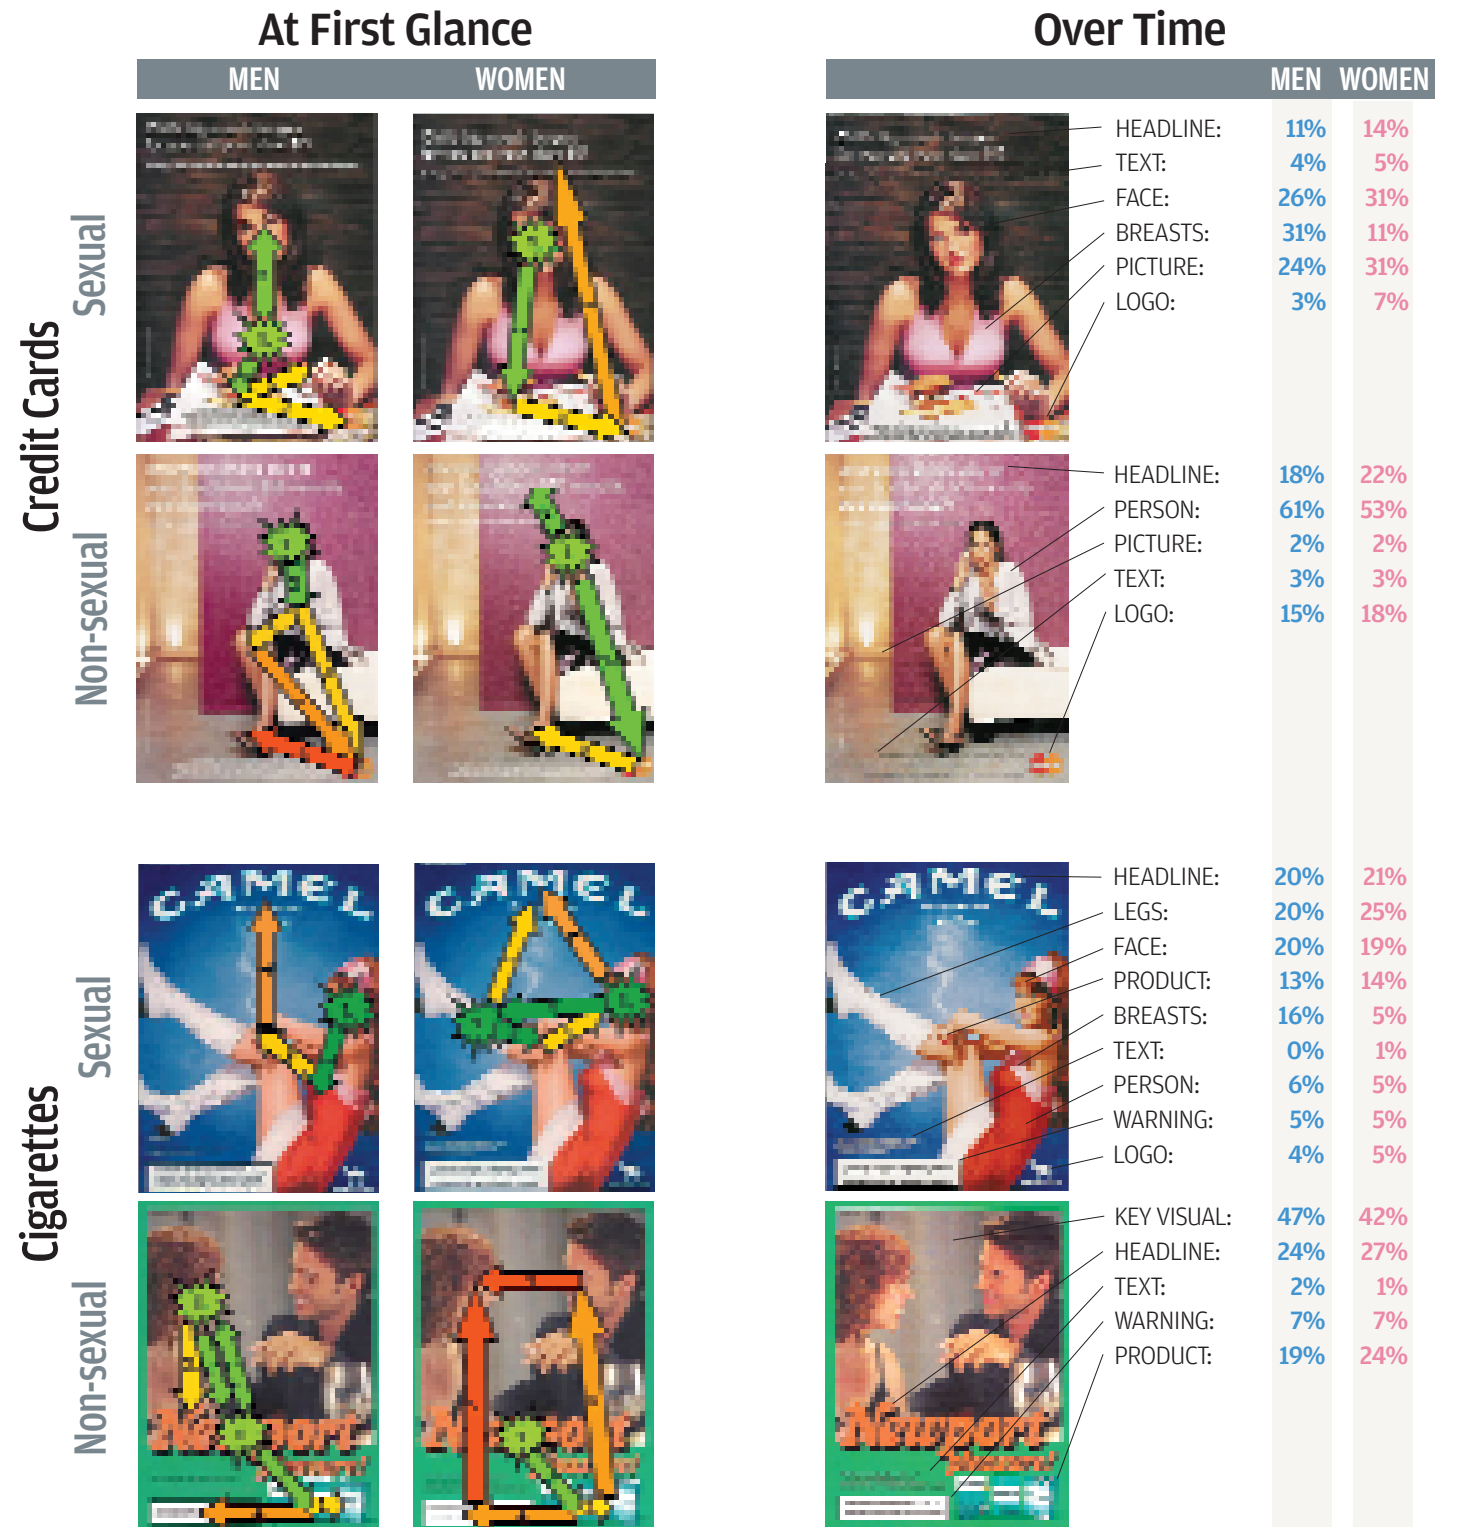 At First Glance
Over Time
MEN WOMEN
MEN WOMEN
Credit Cards
Sexual
HEADLINE: 11% 14%
TEXT: 4% 5%
FACE: 26% 31%
BREASTS: 31% 11%
PICTURE: 24% 31%
LOGO: 3% 7%
Non-sexual
HEADLINE: 18% 22%
PERSON: 61% 53%
PICTURE: 2% 2%
TEXT: 3% 3%
LOGO: 15% 18%
Cigarettes
Sexual
CAMEL
CAMEL
CAMEL
HEADLINE: 20% 21%
LEGS: 20% 25%
FACE: 20% 19%
PRODUCT: 13% 14%
BREASTS: 16% 5%
TEXT: 0% 1%
PERSON: 6% 5%
WARNING: 5% 5%
LOGO: 4% 5%
Non-sexual
KEY VISUAL: 47% 42%
HEADLINE: 24% 27%
TEXT: 2% 1%
WARNING: 7% 7%
PRODUCT: 19% 24%
Newport